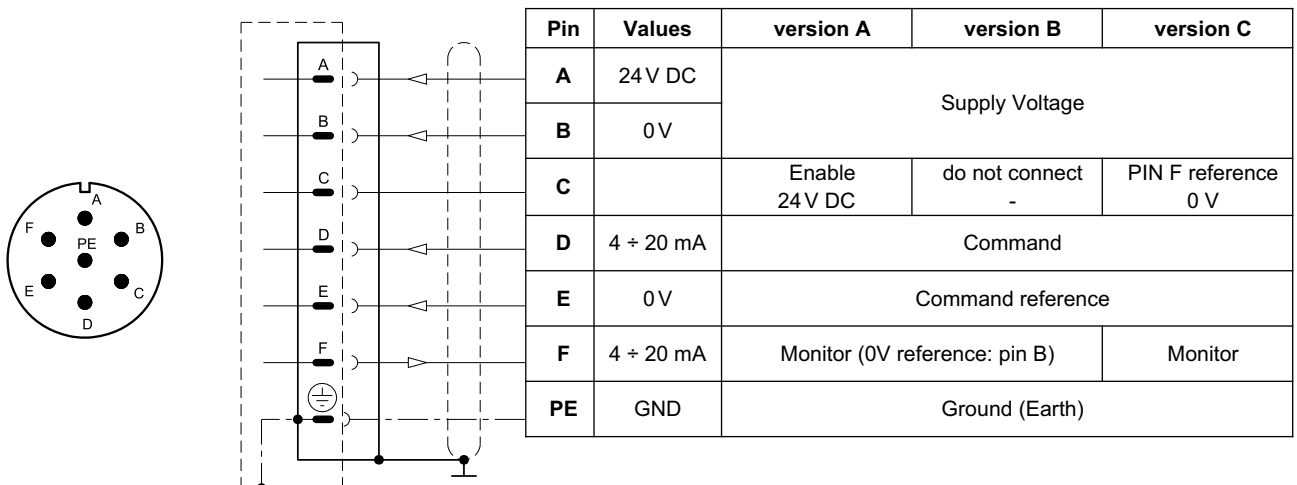 A
F
B
PE
E
C
D
A
B
C
D
E
F
Pin Values version A version B version C
A 24 V DC Supply Voltage
B 0 V
C Enable 24 V DC do not connect - PIN F reference 0 V
D 4 ÷ 20 mA Command
E 0 V Command reference
F 4 ÷ 20 mA Monitor (0V reference: pin B) Monitor
PE GND Ground (Earth)